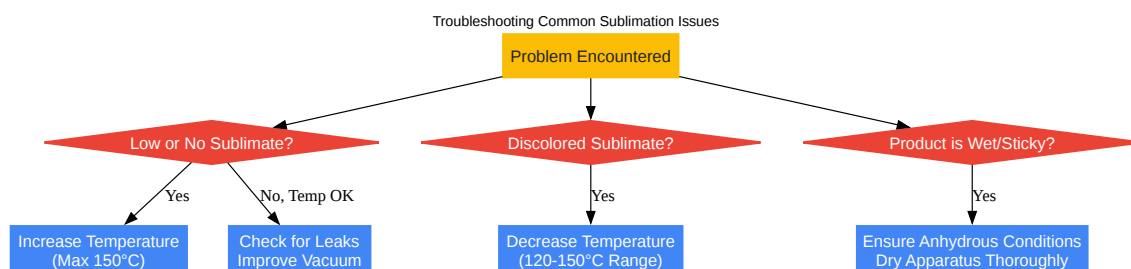 Troubleshooting Common Sublimation Issues
Problem Encountered
Low or No Sublimate?
Discolored Sublimate?
Product is Wet/Sticky?
Yes
No, Temp OK
Yes
Yes
Increase Temperature
(Max 150°C)
Check for Leaks
Improve Vacuum
Decrease Temperature
(120-150°C Range)
Ensure Anhydrous Conditions
Dry Apparatus Thoroughly